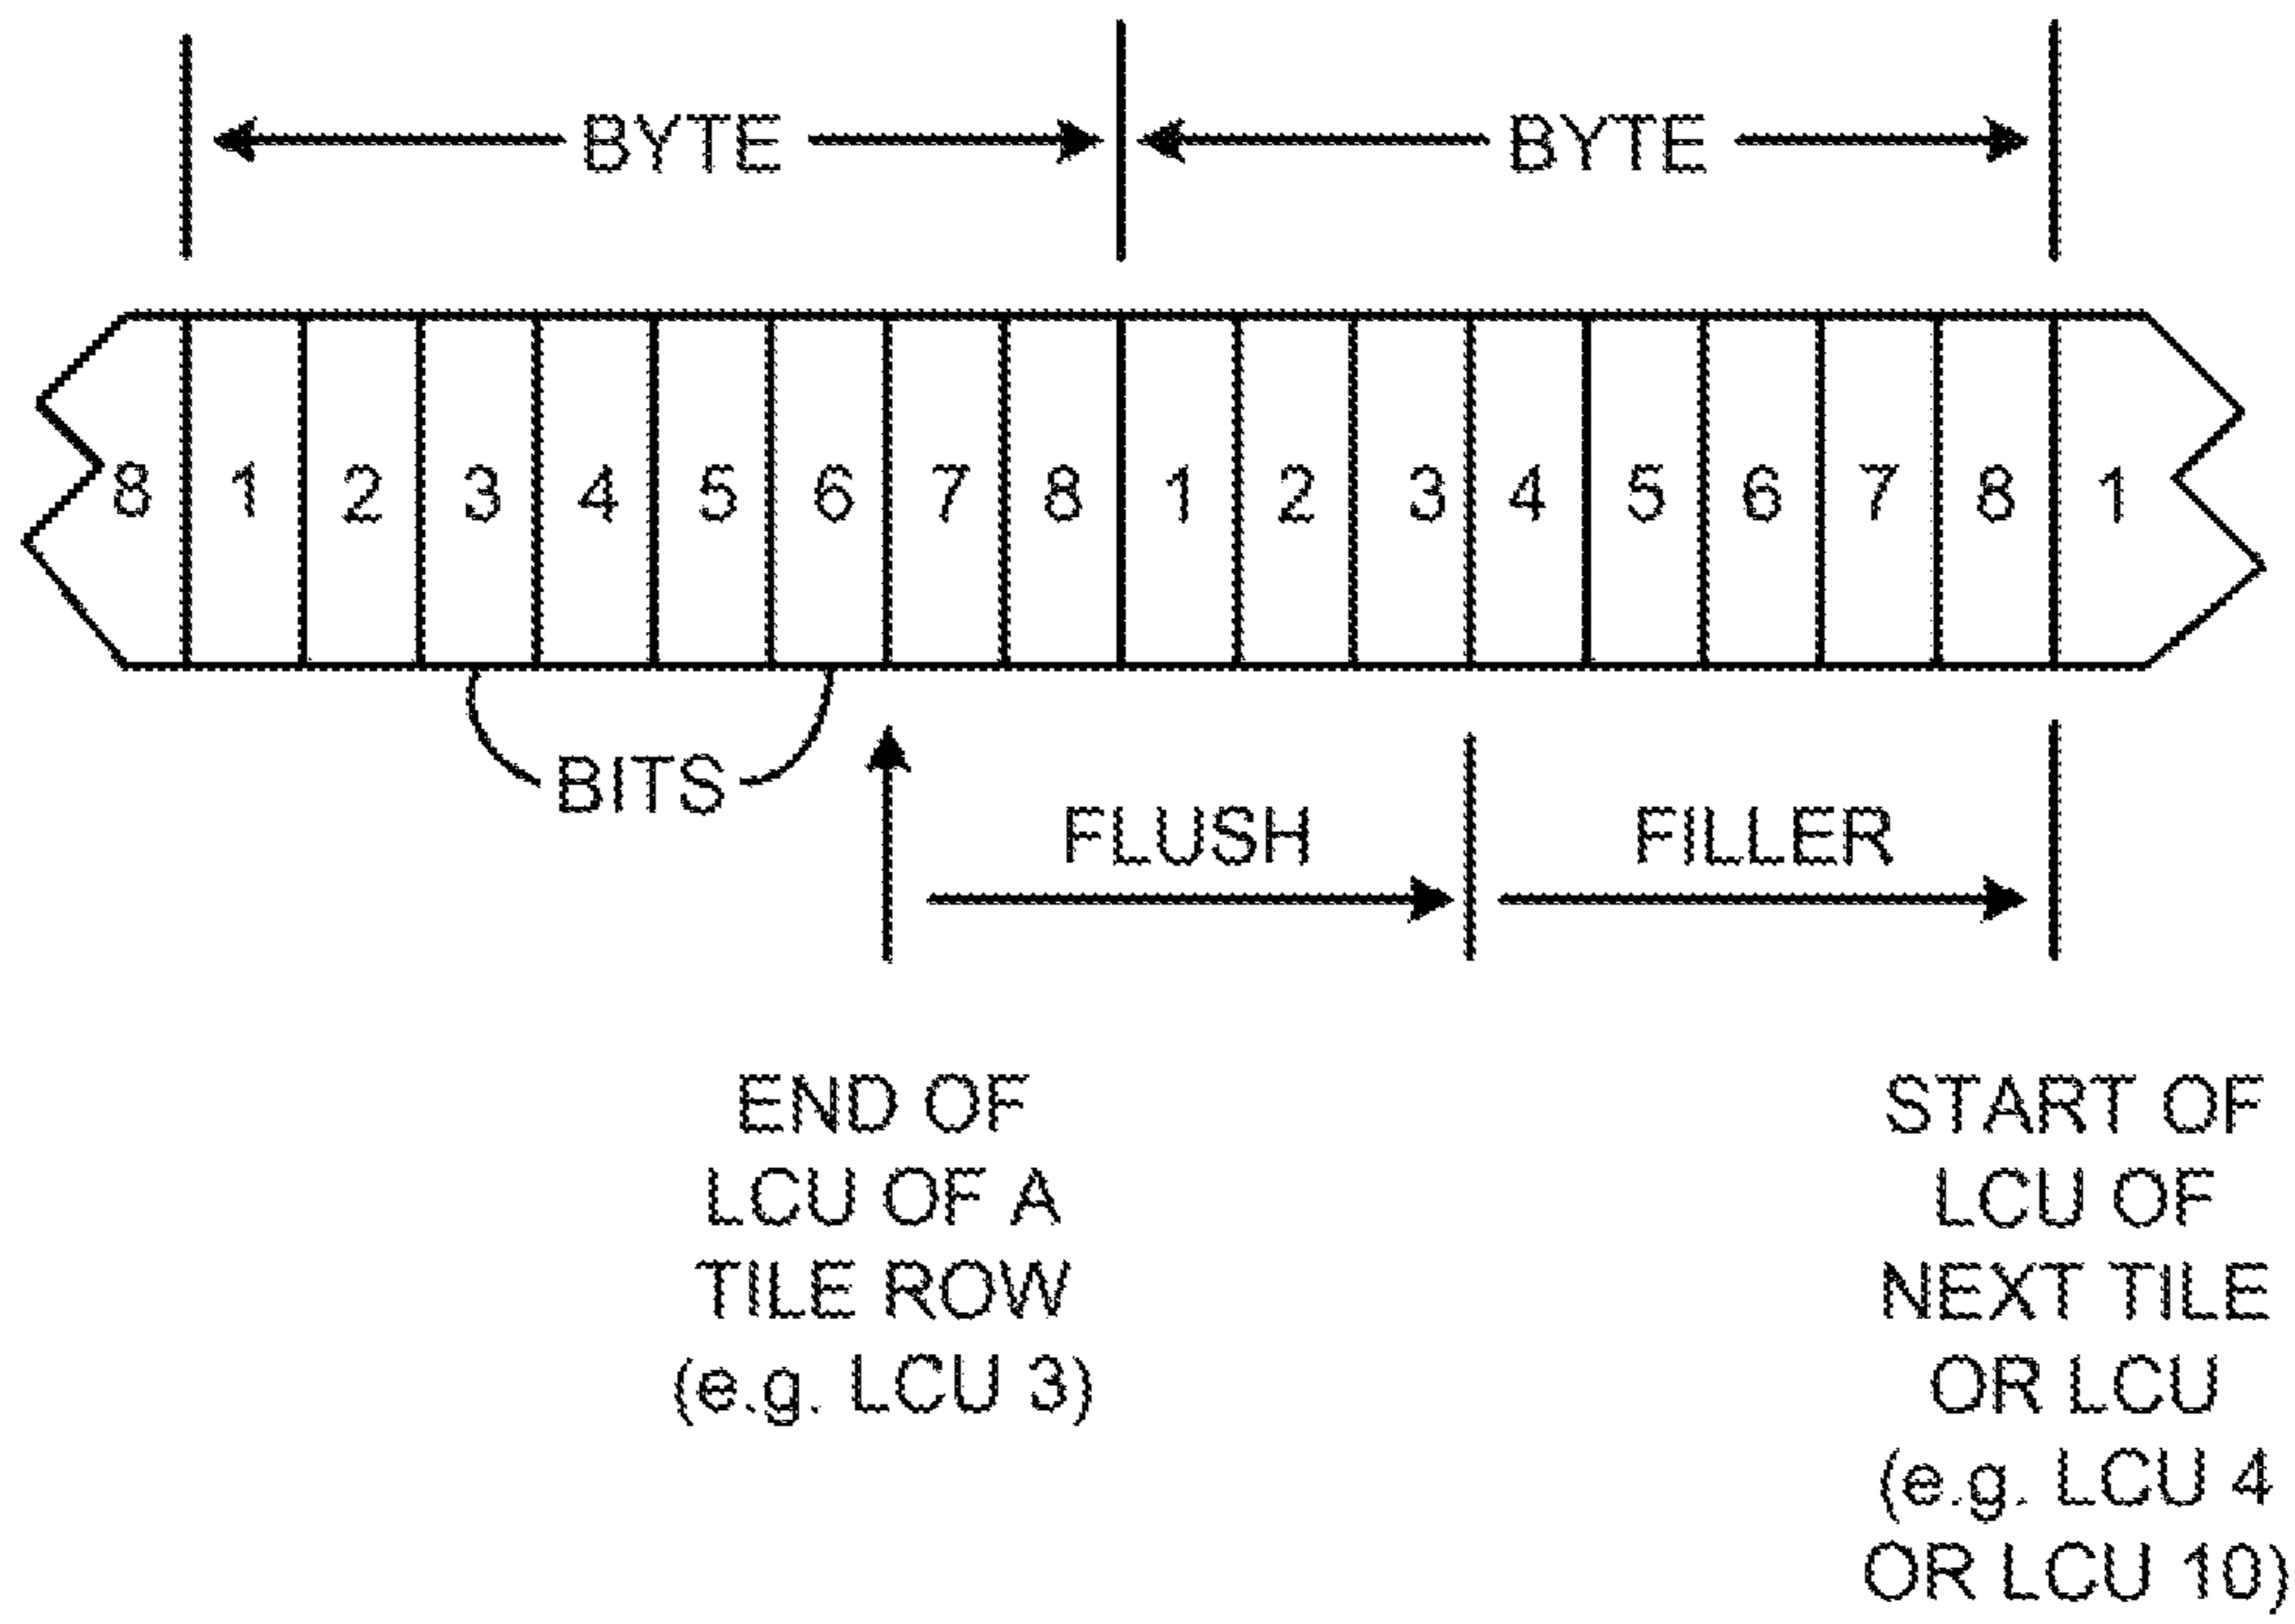 BYTE BYTE
8 1 2 3 4 5 6 7 8 1 2 3 4 5 6 7 8 1
BITS
FLUSH FILLER
END OF
LCU OF A
TILE ROW
(e.g. LCU 3)
START OF
LCU OF
NEXT TILE
OR LCU
(e.g. LCU 4
OR LCU 10)